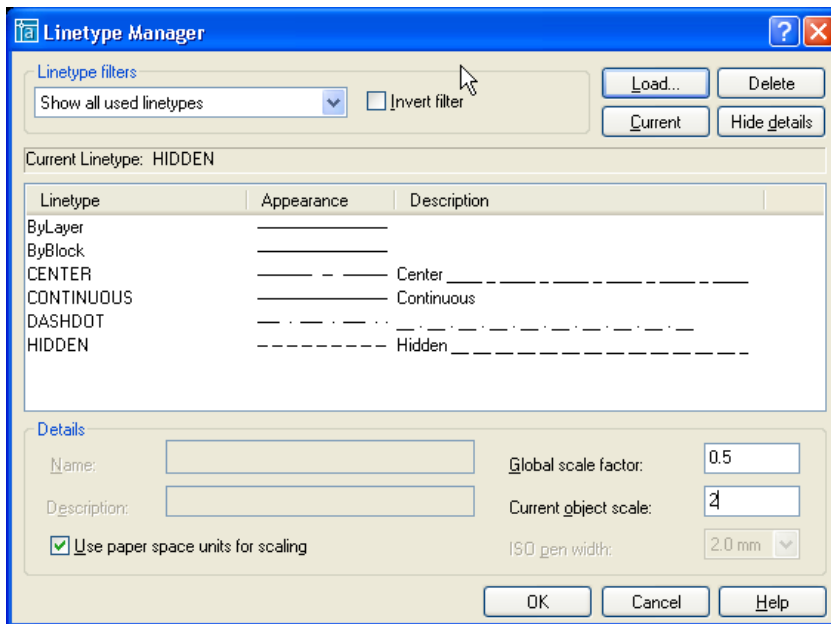 Linetype Manager
Linetype filters
Show all used linetypes
Invert filter
Load...
Delete
Current
Hide details
Current Linetype: HIDDEN
Linetype Appearance Description
ByLayer
ByBlock
CENTER Center
CONTINUOUS Continuous
DASHDOT
HIDDEN Hidden
Details
Name:
Description:
Use paper space units for scaling
Global scale factor: 0.5
Current object scale: 2
ISO pen width: 2.0 mm
OK Cancel Help